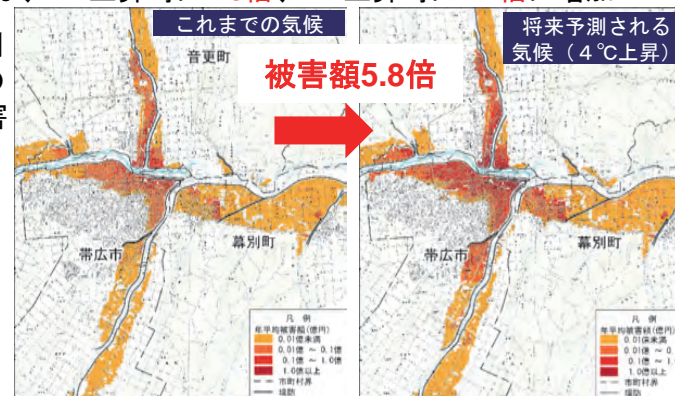 これまでの気候
将来予測される
気候（４℃上昇）
音更町
被害額5.8倍
害
帯広市
幕別町
凡 例
年平均被害額(億円)
0.01億未満
0.01億 ～ 0.1億
0.1億 ～ 1.0億
1.0億以上
市町村界
堤防
帯広市
幕別町
凡 例
年平均被害額(億円)
0.01億未満
0.01億 ～ 0.
0.1億 ～ 1.
1.0億以上
市町村界
堤防